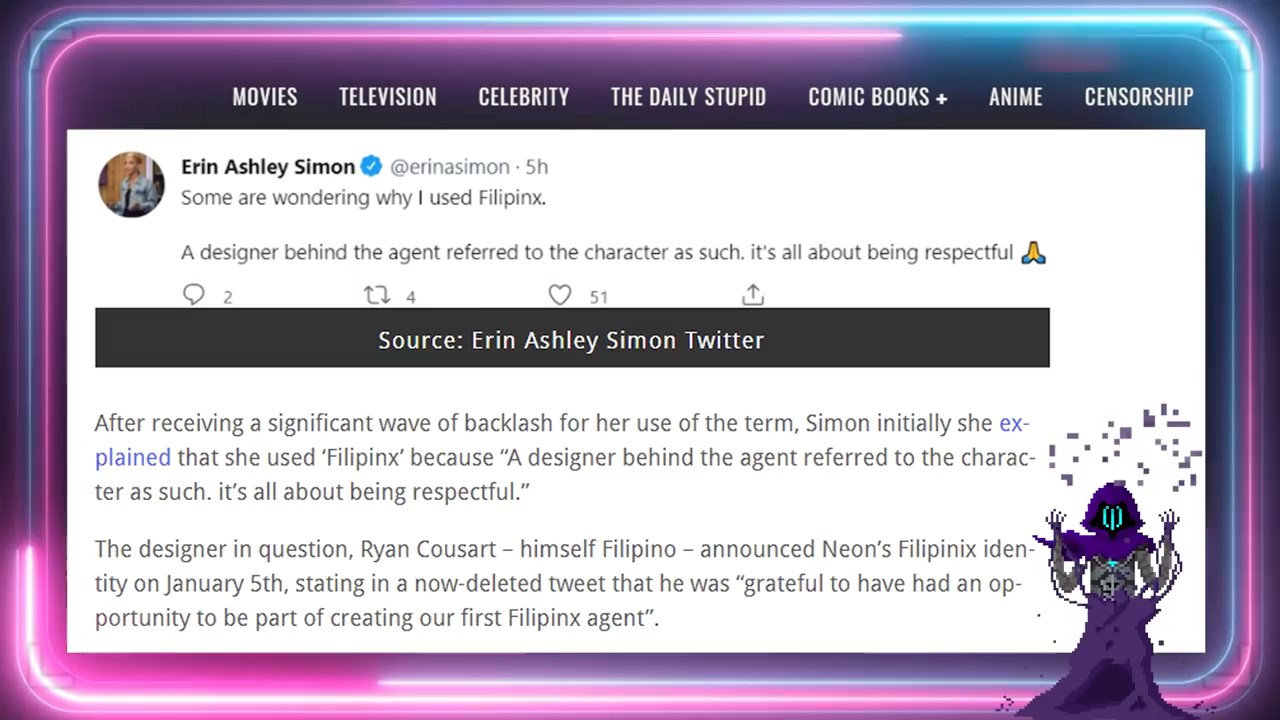 MOVIES TELEVISION CELEBRITY THE DAILY STUPID COMIC BOOKS + ANIME CENSORSHIP
Erin Ashley Simon @erinasimon · 5h
Some are wondering why I used Filipinx.
A designer behind the agent referred to the character as such. it's all about being respectful 🙏
2 4 51
Source: Erin Ashley Simon Twitter
After receiving a significant wave of backlash for her use of the term, Simon initially she ex-
plained that she used ‘Filipinx’ because “A designer behind the agent referred to the charac-
ter as such. it’s all about being respectful.”
The designer in question, Ryan Cousart – himself Filipino – announced Neon’s Filipinix iden-
tity on January 5th, stating in a now-deleted tweet that he was “grateful to have had an op-
portunity to be part of creating our first Filipinx agent”.